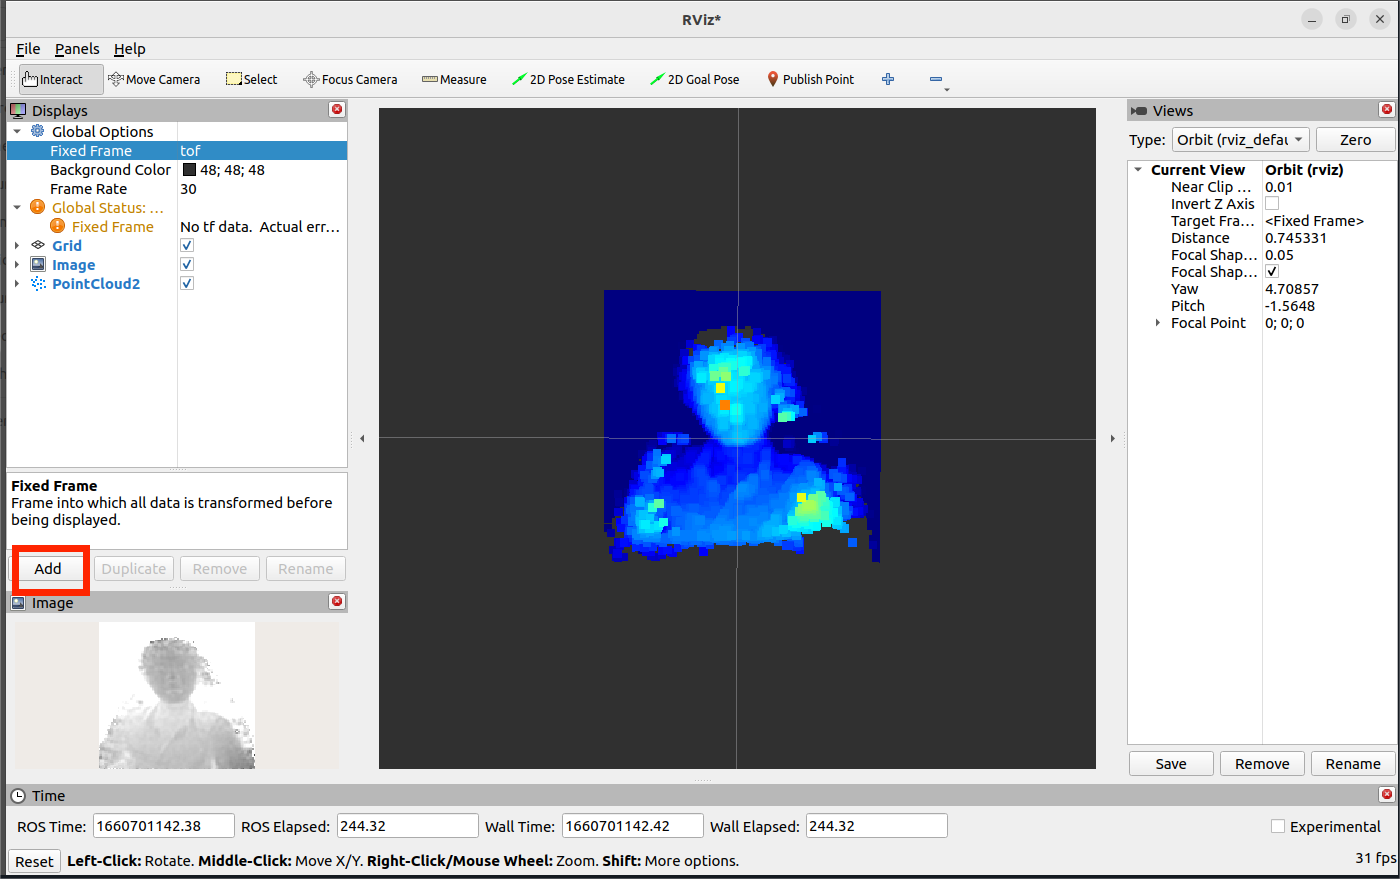 RViz*
File Panels Help
Interact Move Camera Select Focus Camera Measure 2D Pose Estimate 2D Goal Pose Publish Point
Displays
Global Options
Fixed Frame tof
Background Color 48; 48; 48
Frame Rate 30
Global Status: ...
Fixed Frame No tf data. Actual err...
Grid
Image
PointCloud2
Fixed Frame
Frame into which all data is transformed before
being displayed.
Add Duplicate Remove Rename
Image
Views
Type: Orbit (rviz_defau Zero
Current View Orbit (rviz)
Near Clip ... 0.01
Invert Z Axis
Target Fra... <Fixed Frame>
Distance 0.745331
Focal Shap... 0.05
Focal Shap...
Yaw 4.70857
Pitch -1.5648
Focal Point 0; 0; 0
Save Remove Rename
Time
ROS Time: 1660701142.38 ROS Elapsed: 244.32 Wall Time: 1660701142.42 Wall Elapsed: 244.32 Experimental
Reset Left-Click: Rotate. Middle-Click: Move X/Y. Right-Click/Mouse Wheel: Zoom. Shift: More options. 31 fps